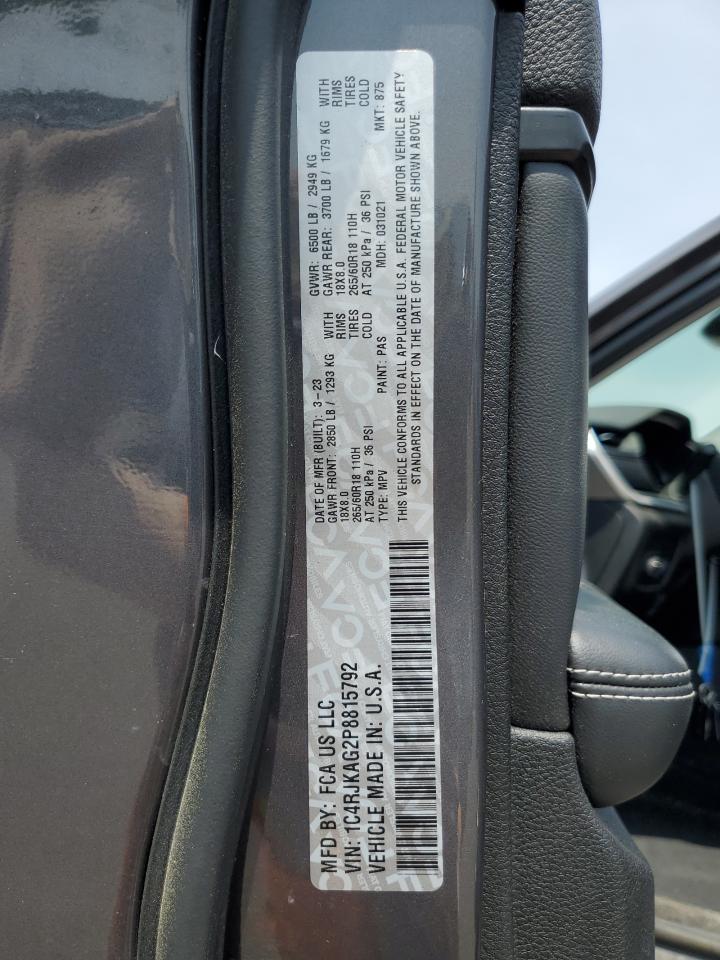 MFD BY: FCA US LLC
DATE OF MFR (BUILT): 3-23
GVWR: 6500 LB / 2949 KG
GAWR FRONT: 2850 LB / 1293 KG WITH
GAWR REAR: 3700 LB / 1679 KG WITH
18X8.0 RIMS
18X8.0 RIMS
265/60R18 110H TIRES
265/60R18 110H TIRES
AT 250 kPa / 36 PSI COLD
AT 250 kPa / 36 PSI COLD
VIN: 1C4RJKAG2P8815792
TYPE: MPV
PAINT: PAS
MDH: 031021
MKT: 875
VEHICLE MADE IN: U.S.A.
THIS VEHICLE CONFORMS TO ALL APPLICABLE U.S.A. FEDERAL MOTOR VEHICLE SAFETY
STANDARDS IN EFFECT ON THE DATE OF MANUFACTURE SHOWN ABOVE.